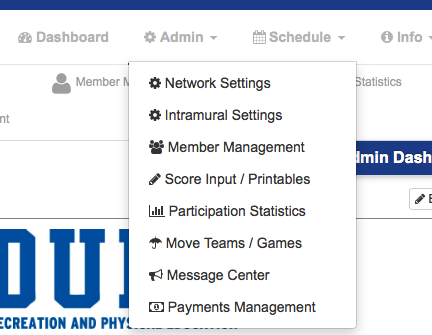 Dashboard Admin Schedule Info
Member M Statistics
nt
Network Settings
Intramural Settings
Member Management
Score Input / Printables
dmin Dash
Participation Statistics
Move Teams / Games
Message Center
Payments Management
DU
ECREATION AND PHYSICAL EDUCATION